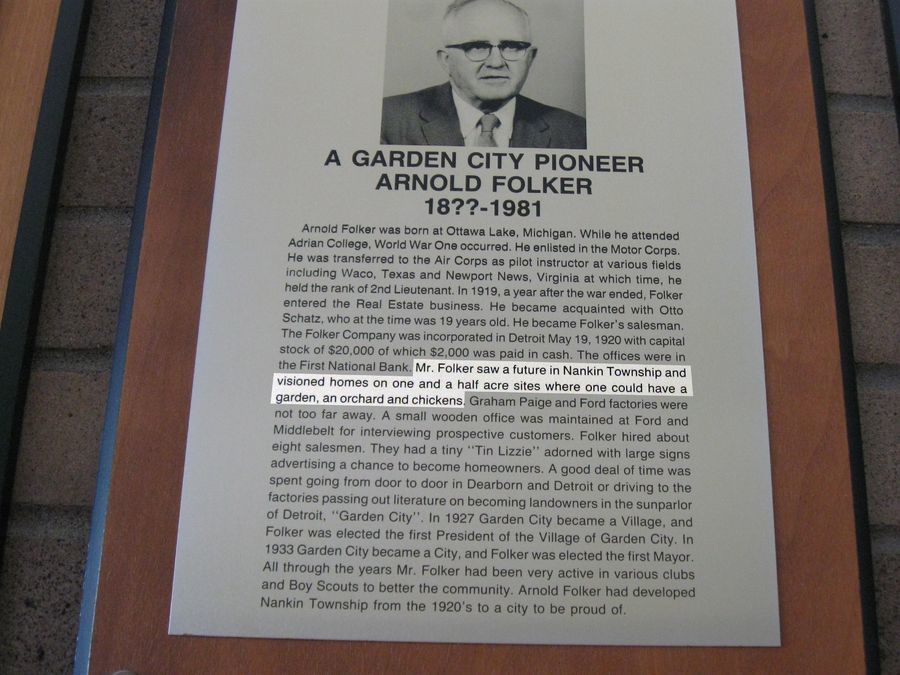 A GARDEN CITY PIONEER
ARNOLD FOLKER
18??-1981
Arnold Folker was born at Ottawa Lake, Michigan. While he attended
Adrian College, World War One occurred. He enlisted in the Motor Corps.
He was transferred to the Air Corps as pilot instructor at various fields
including Waco, Texas and Newport News, Virginia at which time, he
held the rank of 2nd Lieutenant. In 1919, a year after the war ended, Folker
entered the Real Estate business. He became acquainted with Otto
Schatz, who at the time was 19 years old. He became Folker's salesman.
The Folker Company was incorporated in Detroit May 19, 1920 with capital
stock of $20,000 of which $2,000 was paid in cash. The offices were in
the First National Bank. Mr. Folker saw a future in Nankin Township and
visioned homes on one and a half acre sites where one could have a
garden, an orchard and chickens. Graham Paige and Ford factories were
not too far away. A small wooden office was maintained at Ford and
Middlebelt for interviewing prospective customers. Folker hired about
eight salesmen. They had a tiny "Tin Lizzie" adorned with large signs
advertising a chance to become homeowners. A good deal of time was
spent going from door to door in Dearborn and Detroit or driving to the
factories passing out literature on becoming landowners in the sunparlor
of Detroit, "Garden City". In 1927 Garden City became a Village, and
Folker was elected the first President of the Village of Garden City. In
1933 Garden City became a City, and Folker was elected the first Mayor.
All through the years Mr. Folker had been very active in various clubs
and Boy Scouts to better the community. Arnold Folker had developed
Nankin Township from the 1920's to a city to be proud of.